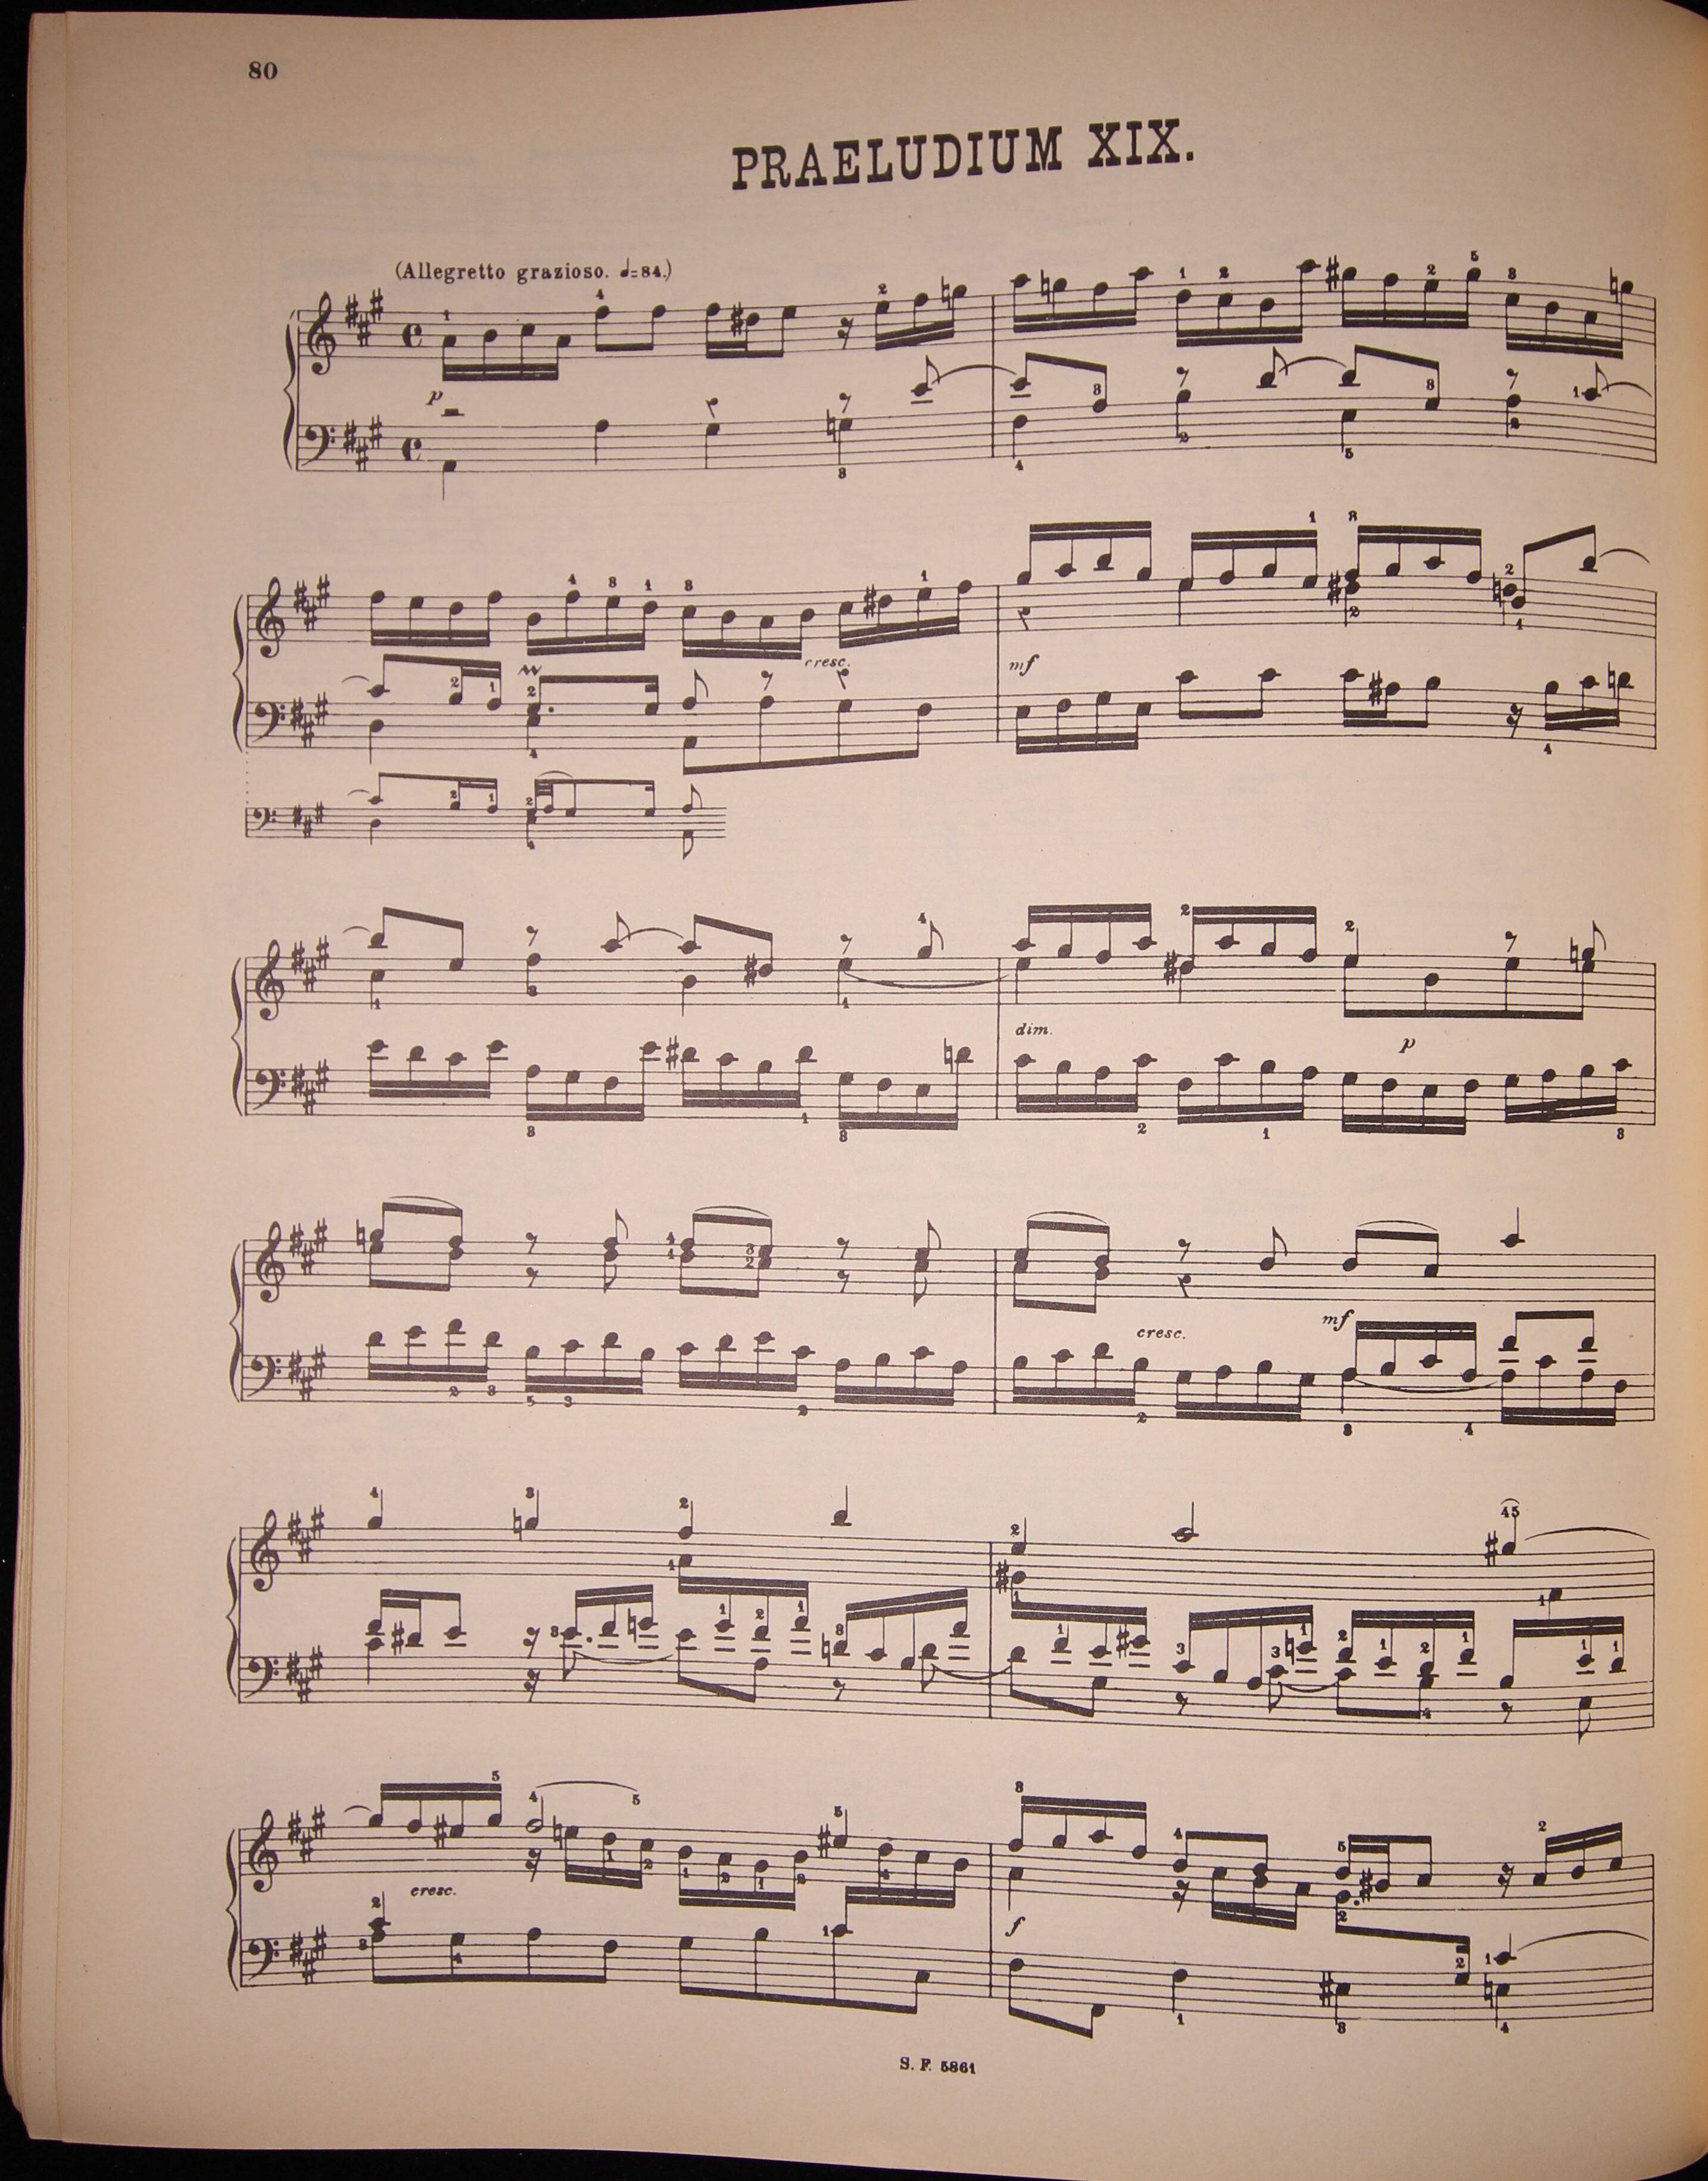 80
PRAELUDIUM XIX.
(Allegretto grazioso. ♩=84.)
p
cresc.
mf
dim.
p
cresc.
mf
cresc.
f
S. F. 5861